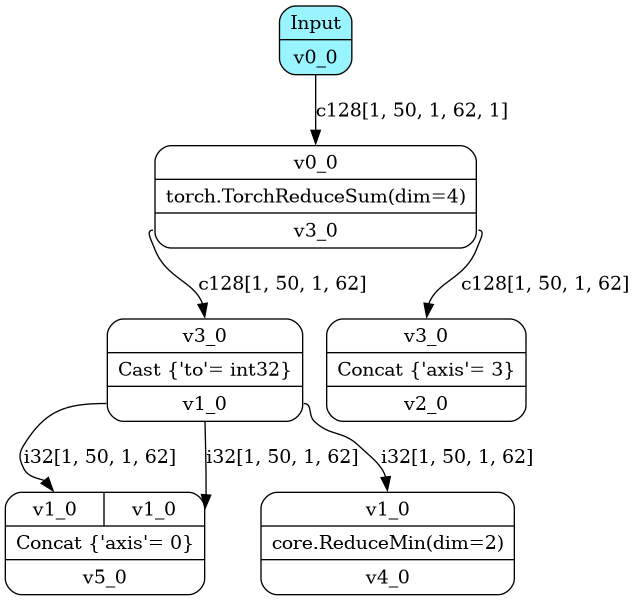 Input
v0_0
c128[1, 50, 1, 62, 1]
v0_0
torch.TorchReduceSum(dim=4)
v3_0
c128[1, 50, 1, 62]
c128[1, 50, 1, 62]
v3_0
Cast {'to'= int32}
v1_0
v3_0
Concat {'axis'= 3}
v2_0
i32[1, 50, 1, 62]
i32[1, 50, 1, 62]
i32[1, 50, 1, 62]
v1_0
v1_0
Concat {'axis'= 0}
v5_0
v1_0
core.ReduceMin(dim=2)
v4_0